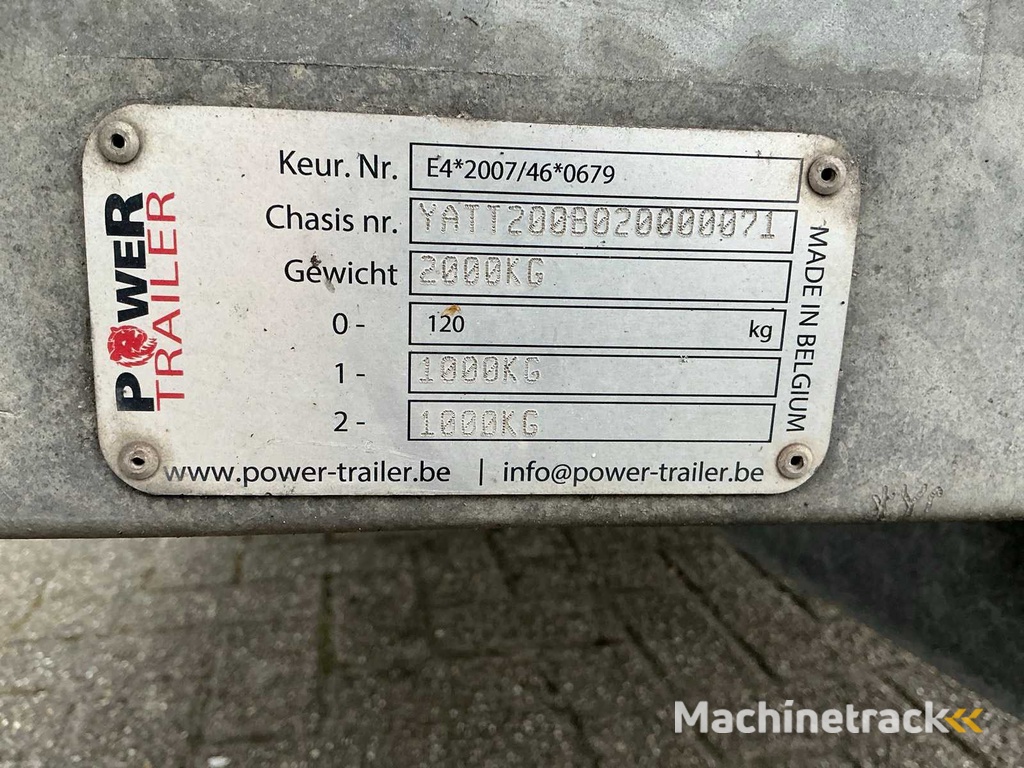 POWER
TRAILER
Keur. Nr. E4*2007/46*0679
Chasis nr. YATT200B020000071
Gewicht 2000KG
0- 120 kg
1- 1000KG
2- 1000KG
MADE IN BELGIUM
www.power-trailer.be | info@power-trailer.be
Machinetrack